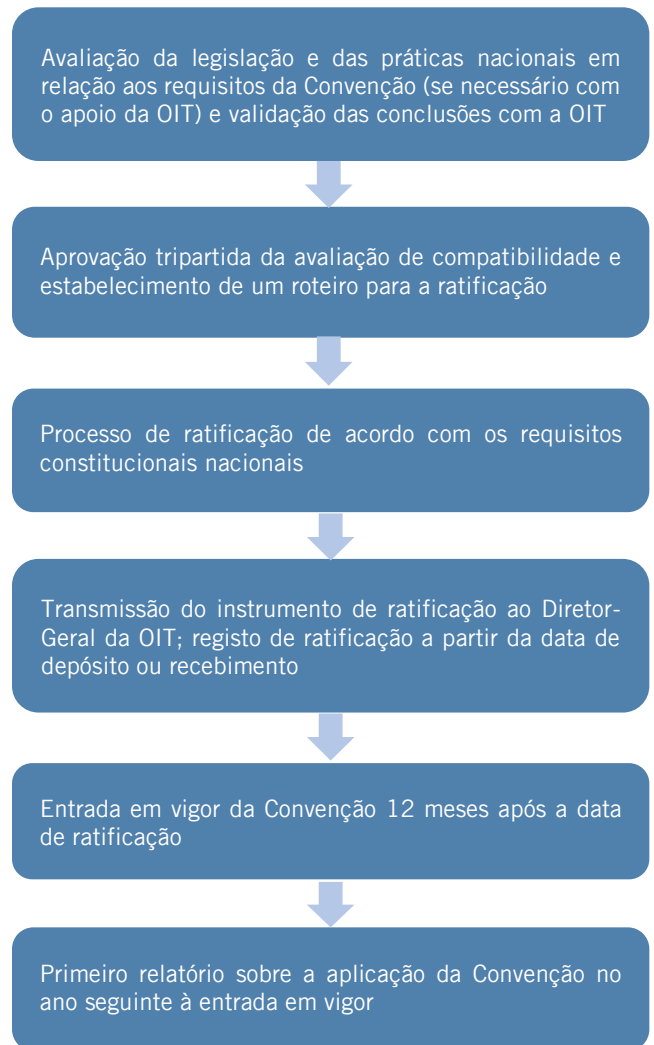 Avaliação da legislação e das práticas nacionais em
relação aos requisitos da Convenção (se necessário com
o apoio da OIT) e validação das conclusões com a OIT
Aprovação tripartida da avaliação de compatibilidade e
estabelecimento de um roteiro para a ratificação
Processo de ratificação de acordo com os requisitos
constitucionais nacionais
Transmissão do instrumento de ratificação ao Diretor-
Geral da OIT; registo de ratificação a partir da data de
depósito ou recebimento
Entrada em vigor da Convenção 12 meses após a data
de ratificação
Primeiro relatório sobre a aplicação da Convenção no
ano seguinte à entrada em vigor